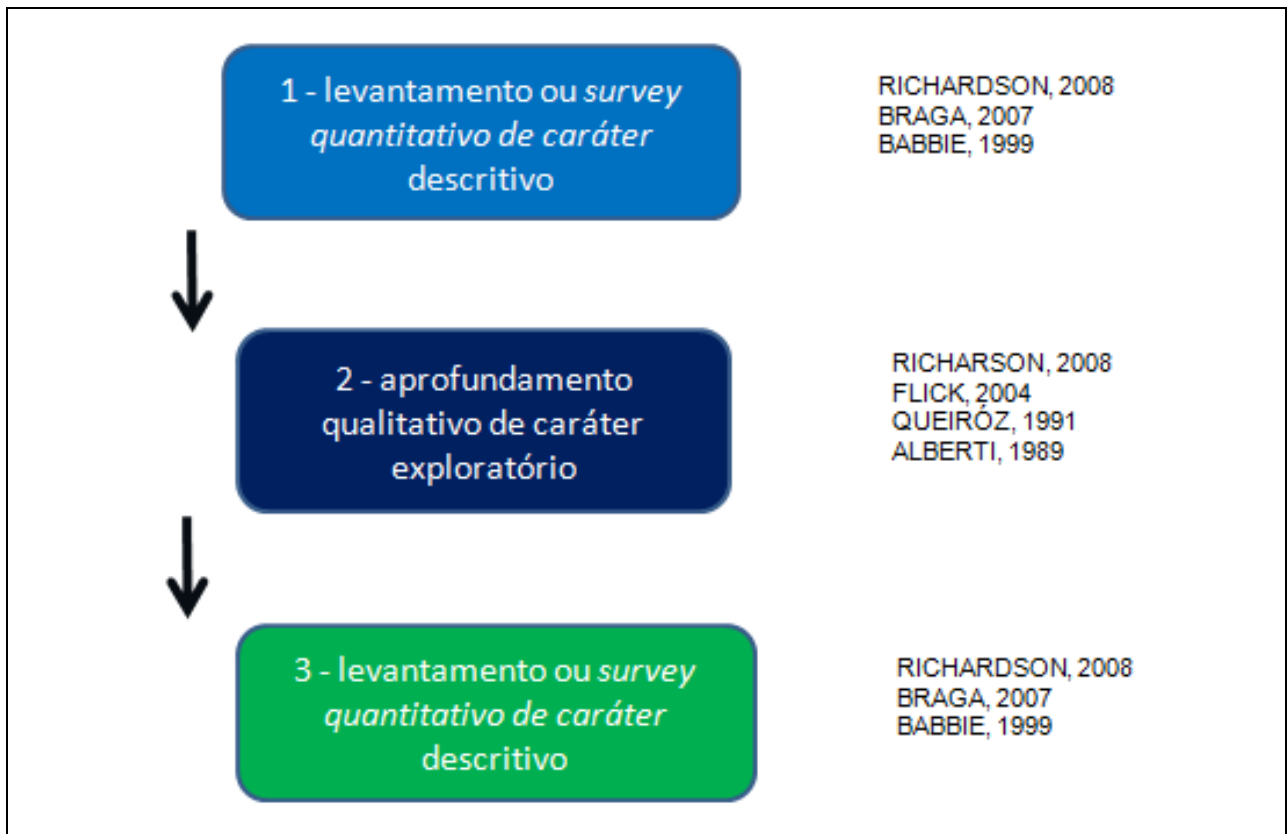 1 - levantamento ou survey
quantitativo de caráter
descritivo
RICHARDSON, 2008
BRAGA, 2007
BABBIE, 1999
2 - aprofundamento
qualitativo de caráter
exploratório
RICHARSON, 2008
FLICK, 2004
QUEIRÓZ, 1991
ALBERTI, 1989
3 - levantamento ou survey
quantitativo de caráter
descritivo
RICHARDSON, 2008
BRAGA, 2007
BABBIE, 1999